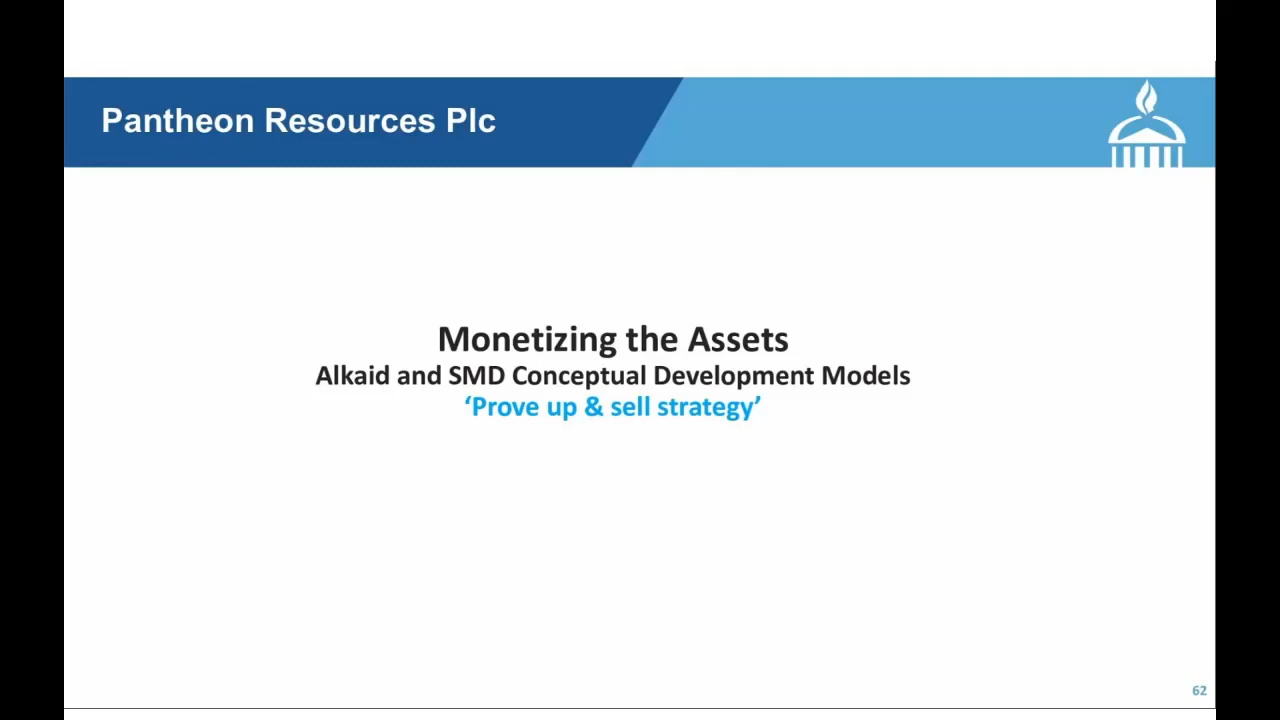 Pantheon Resources Plc
Monetizing the Assets
Alkaid and SMD Conceptual Development Models
‘Prove up & sell strategy’
62